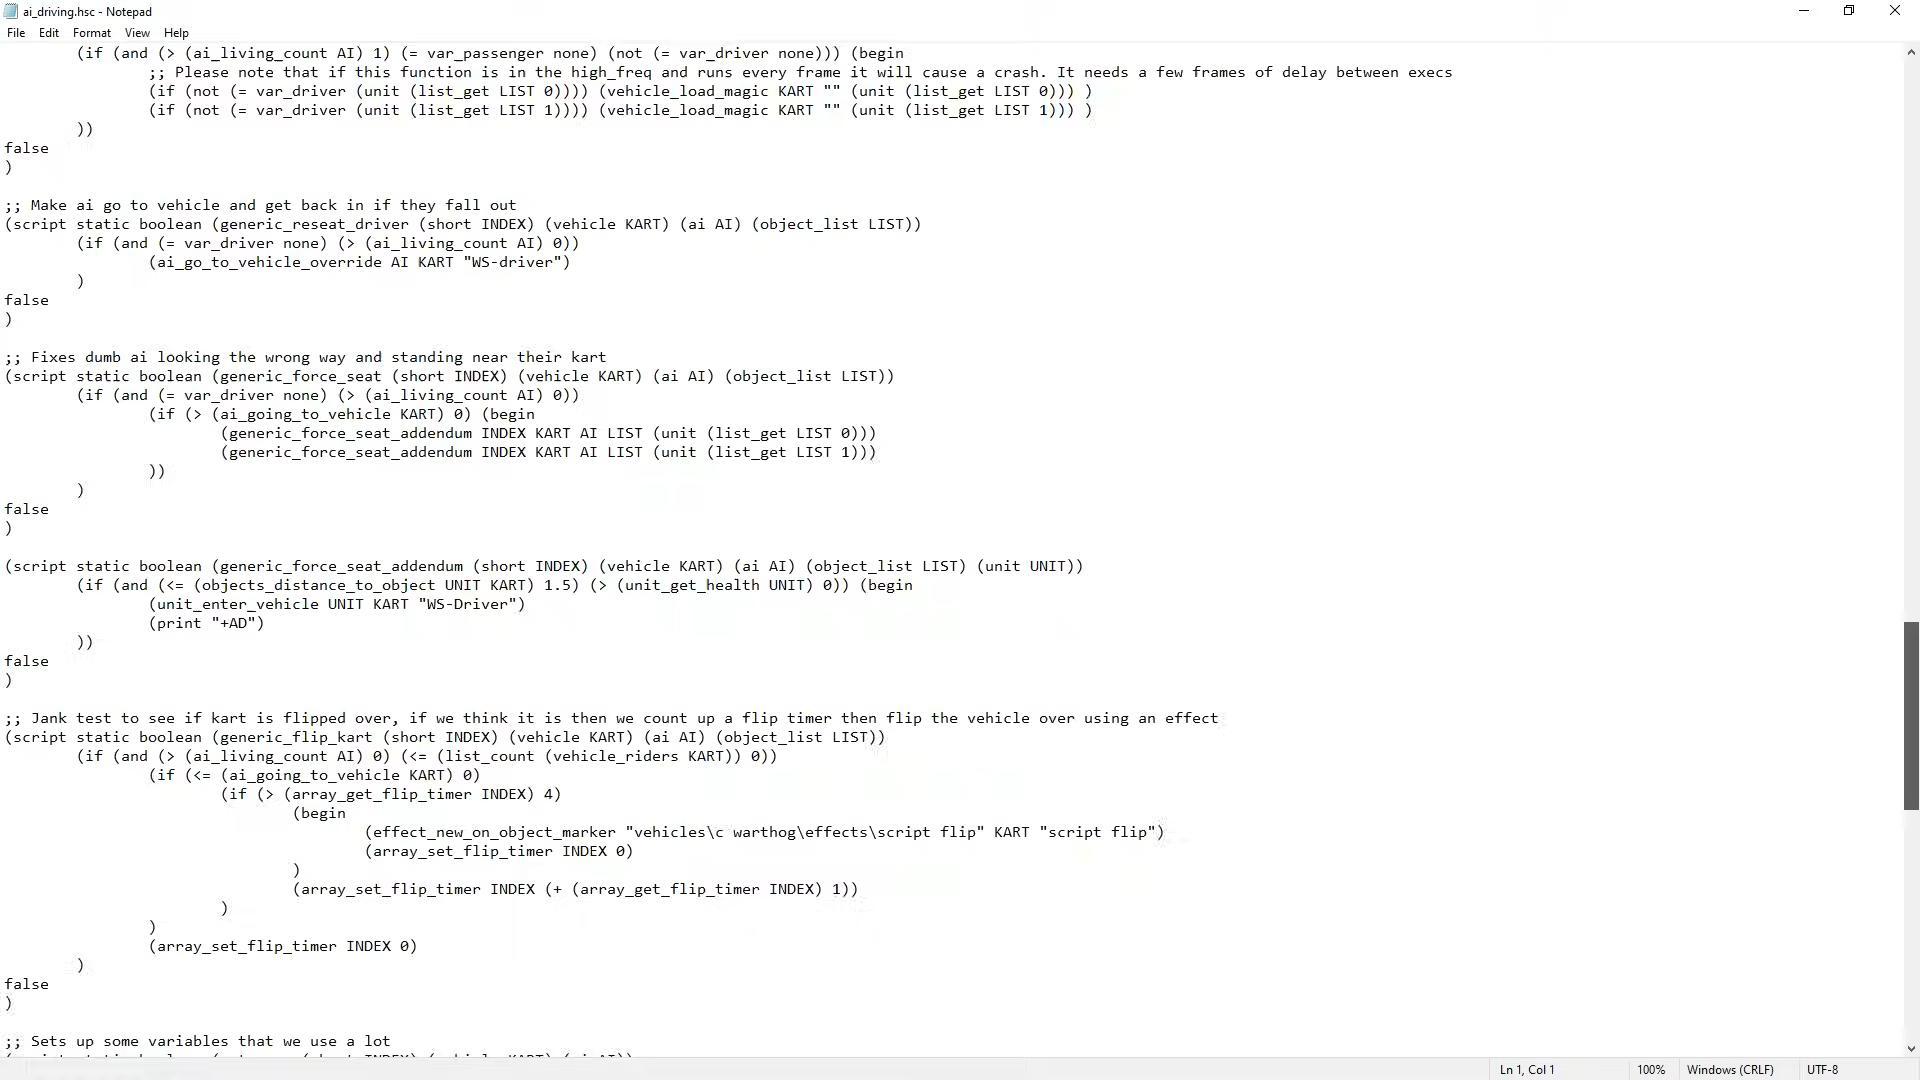 ai_driving.hsc - Notepad
File Edit Format View Help
(if (and (> (ai_living_count AI) 1) (= var_passenger none) (not (= var_driver none))) (begin
;; Please note that if this function is in the high_freq and runs every frame it will cause a crash. It needs a few frames of delay between execs
(if (not (= var_driver (unit (list_get LIST 0)))) (vehicle_load_magic KART "" (unit (list_get LIST 0))) )
(if (not (= var_driver (unit (list_get LIST 1)))) (vehicle_load_magic KART "" (unit (list_get LIST 1))) )
))
false
)
;; Make ai go to vehicle and get back in if they fall out
(script static boolean (generic_reseat_driver (short INDEX) (vehicle KART) (ai AI) (object_list LIST))
(if (and (= var_driver none) (> (ai_living_count AI) 0))
(ai_go_to_vehicle_override AI KART "WS-driver")
)
false
)
;; Fixes dumb ai looking the wrong way and standing near their kart
(script static boolean (generic_force_seat (short INDEX) (vehicle KART) (ai AI) (object_list LIST))
(if (and (= var_driver none) (> (ai_living_count AI) 0))
(if (> (ai_going_to_vehicle KART) 0) (begin
(generic_force_seat_addendum INDEX KART AI LIST (unit (list_get LIST 0)))
(generic_force_seat_addendum INDEX KART AI LIST (unit (list_get LIST 1)))
))
)
false
)
(script static boolean (generic_force_seat_addendum (short INDEX) (vehicle KART) (ai AI) (object_list LIST) (unit UNIT))
(if (and (<= (objects_distance_to_object UNIT KART) 1.5) (> (unit_get_health UNIT) 0)) (begin
(unit_enter_vehicle UNIT KART "WS-Driver")
(print "+AD")
))
false
)
;; Jank test to see if kart is flipped over, if we think it is then we count up a flip timer then flip the vehicle over using an effect
(script static boolean (generic_flip_kart (short INDEX) (vehicle KART) (ai AI) (object_list LIST))
(if (and (> (ai_living_count AI) 0) (<= (list_count (vehicle_riders KART)) 0))
(if (<= (ai_going_to_vehicle KART) 0)
(if (> (array_get_flip_timer INDEX) 4)
(begin
(effect_new_on_object_marker "vehicles\c warthog\effects\script flip" KART "script flip")
(array_set_flip_timer INDEX 0)
)
(array_set_flip_timer INDEX (+ (array_get_flip_timer INDEX) 1))
)
)
(array_set_flip_timer INDEX 0)
)
false
)
;; Sets up some variables that we use a lot
Ln 1, Col 1 100% Windows (CRLF) UTF-8